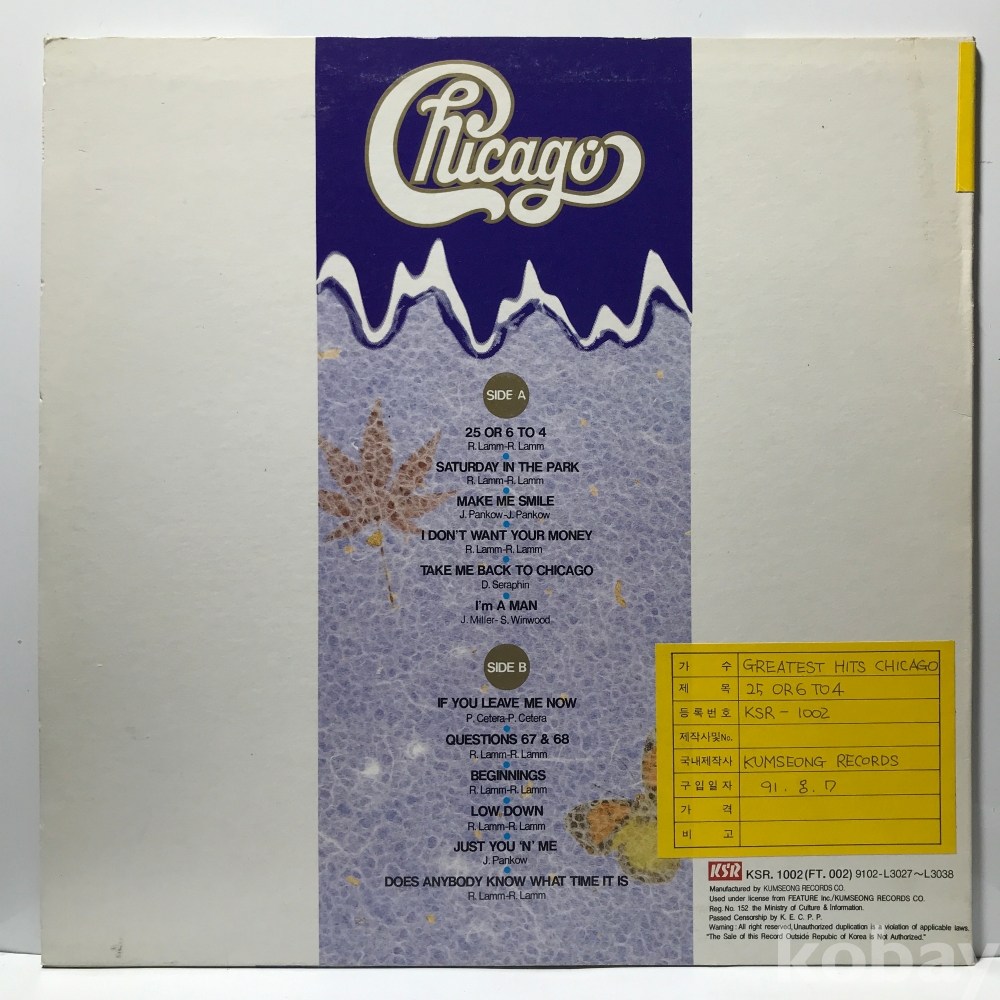 Chicago
SIDE A
25 OR 6 TO 4
R. Lamm-R. Lamm
SATURDAY IN THE PARK
R. Lamm-R. Lamm
MAKE ME SMILE
J. Pankow-J. Pankow
I DON'T WANT YOUR MONEY
R. Lamm-R. Lamm
TAKE ME BACK TO CHICAGO
D. Seraphin
I'm A MAN
J. Miller- S. Winwood
SIDE B
IF YOU LEAVE ME NOW
P. Cetera-P. Cetera
QUESTIONS 67 & 68
R. Lamm-R. Lamm
BEGINNINGS
R. Lamm-R. Lamm
LOW DOWN
R. Lamm-R. Lamm
JUST YOU 'N' ME
J. Pankow
DOES ANYBODY KNOW WHAT TIME IT IS
R. Lamm-R. Lamm
가 수 GREATEST HITS CHICAGO
제 목 25 OR 6 TO 4
등록번호 KSR - 1002
제작사및No.
국내제작사 KUMSEONG RECORDS
구입일자 91. 8. 7
가 격
비 고
KSR KSR. 1002 (FT. 002) 9102-L3027~L3038
Manufactured by KUMSEONG RECORDS CO.
Used under license from FEATURE Inc./KUMSEONG RECORDS CO.
Reg. No. 152 the Ministry of Culture & Information.
Passed Censorship by K. E. C. P. P.
Warning: All right reserved, Unauthorized duplication is a violation of applicable laws.
"The Sale of this Record Outside Repubic of Korea Is Not Authorized."
kobay